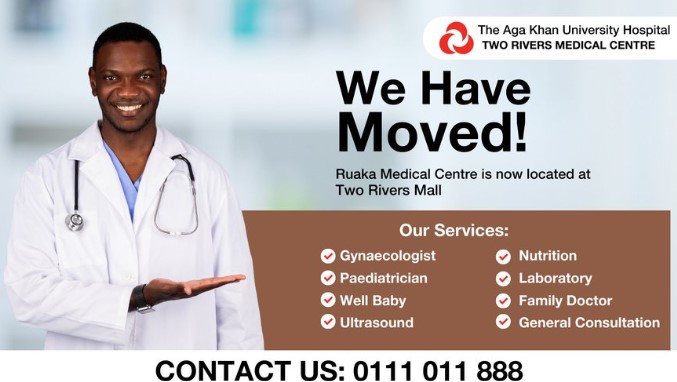 The Aga Khan University Hospital
TWO RIVERS MEDICAL CENTRE
We Have
Moved!
Ruaka Medical Centre is now located at
Two Rivers Mall
Our Services:
Gynaecologist
Paediatrician
Well Baby
Ultrasound
Nutrition
Laboratory
Family Doctor
General Consultation
CONTACT US: 0111 011 888